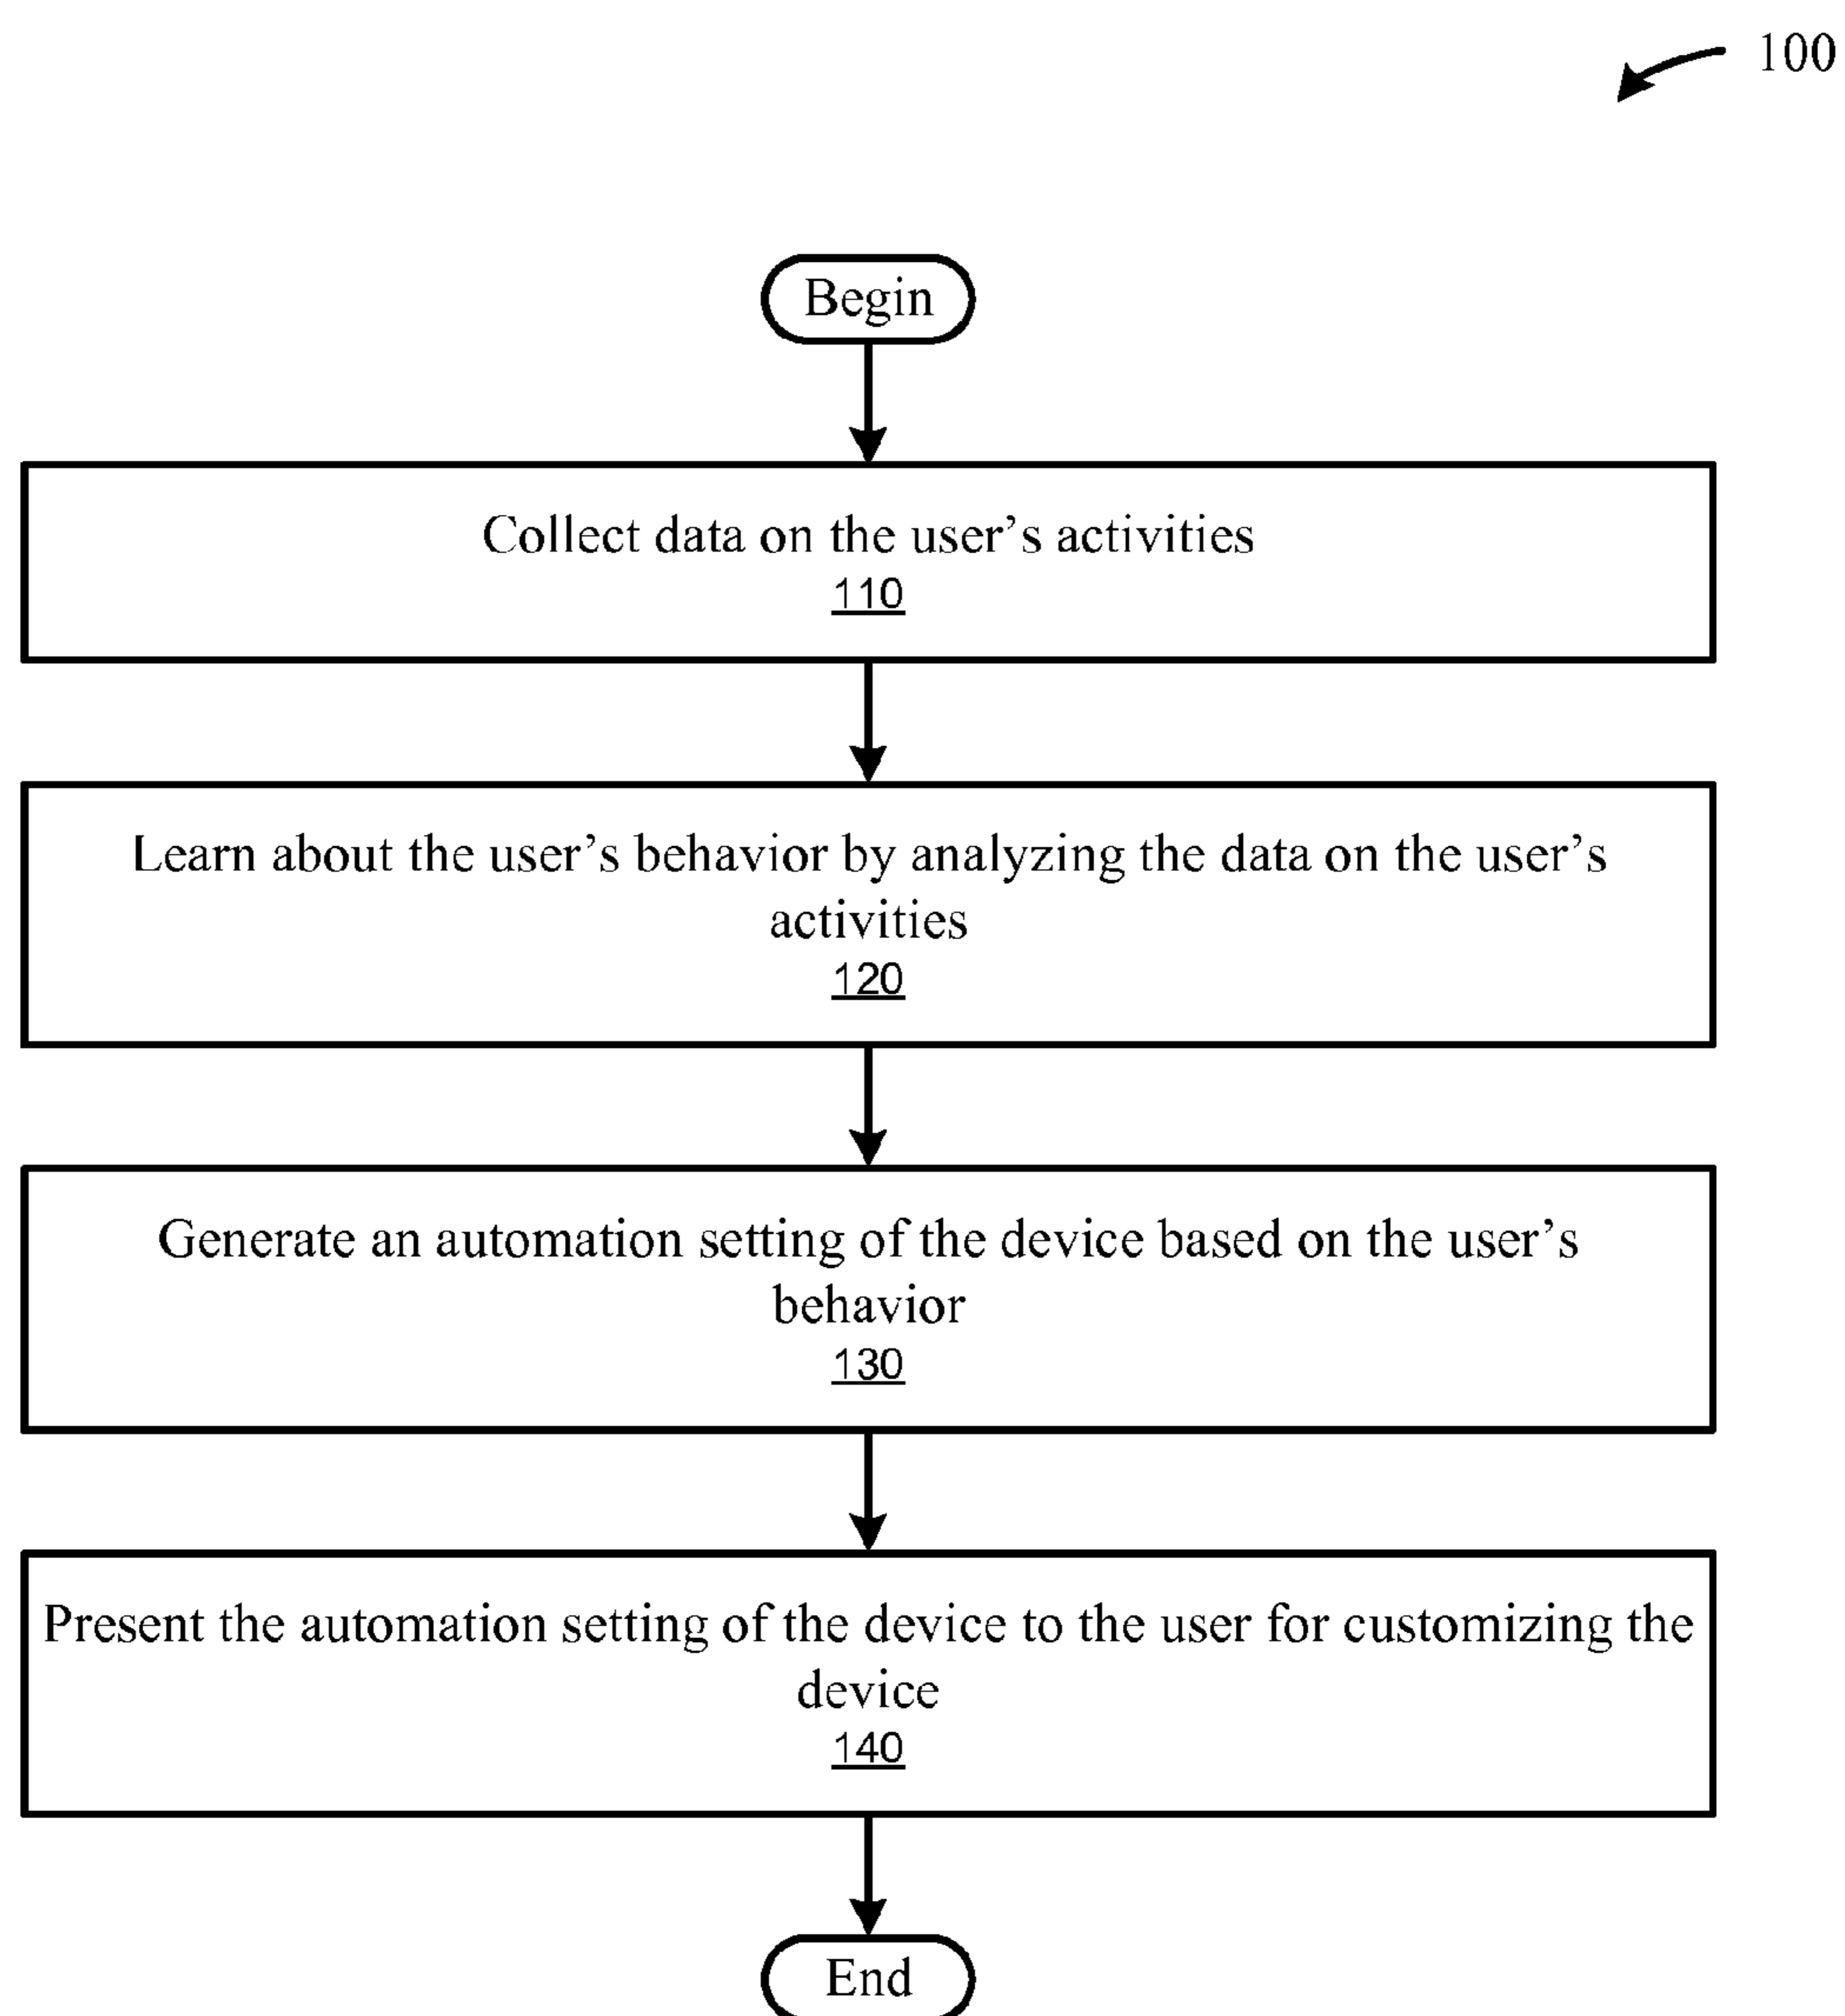 100
Begin
Collect data on the user’s activities
110
Learn about the user’s behavior by analyzing the data on the user’s
activities
120
Generate an automation setting of the device based on the user’s
behavior
130
Present the automation setting of the device to the user for customizing the
device
140
End